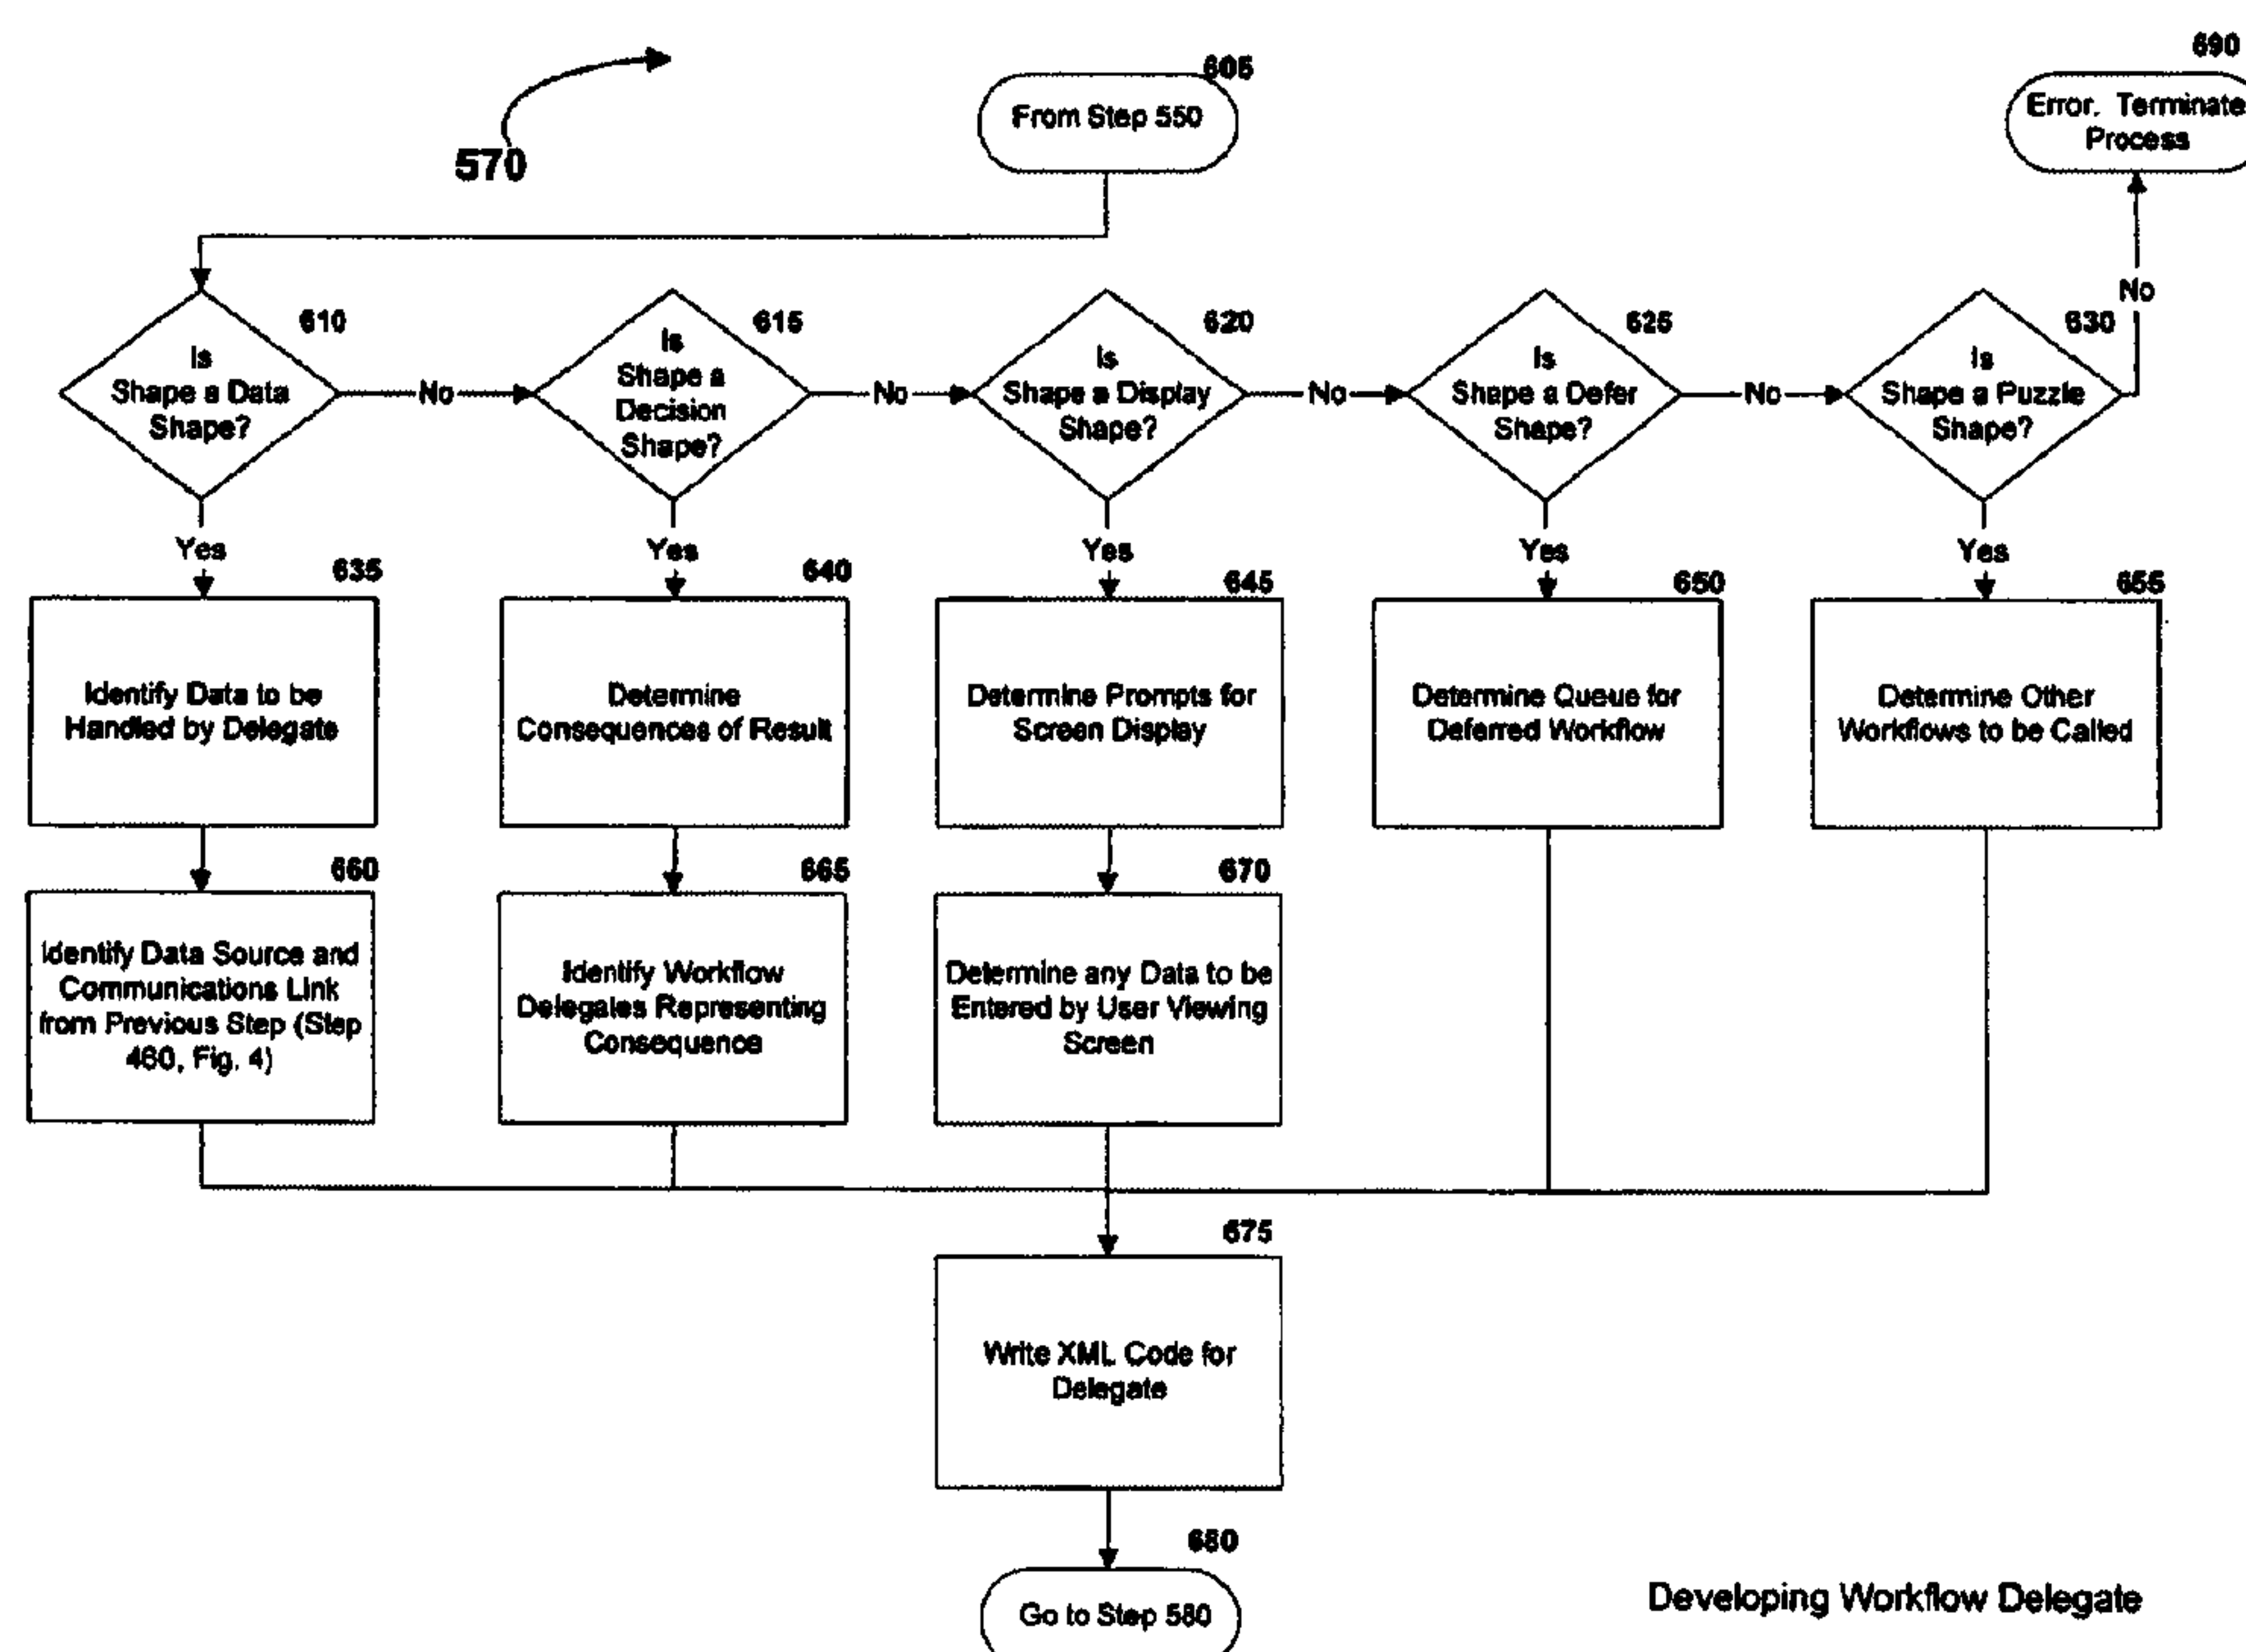 690
605
From Step 550
Error. Terminate
Process
570
No
610
615
620
625
630
Is
Shape a Data
Shape?
No
Is
Shape a
Decision
Shape?
No
Is
Shape a Display
Shape?
No
Is
Shape a Defer
Shape?
No
Is
Shape a Puzzle
Shape?
Yes
Yes
Yes
Yes
Yes
635
640
645
650
655
Identify Data to be
Handled by Delegate
Determine
Consequences of Result
Determine Prompts for
Screen Display
Determine Queue for
Deferred Workflow
Determine Other
Workflows to be Called
660
665
670
Identify Data Source and
Communications Link
from Previous Step (Step
460, Fig. 4)
Identify Workflow
Delegates Representing
Consequence
Determine any Data to be
Entered by User Viewing
Screen
675
Write XML Code for
Delegate
680
Go to Step 580
Developing Workflow Delegate